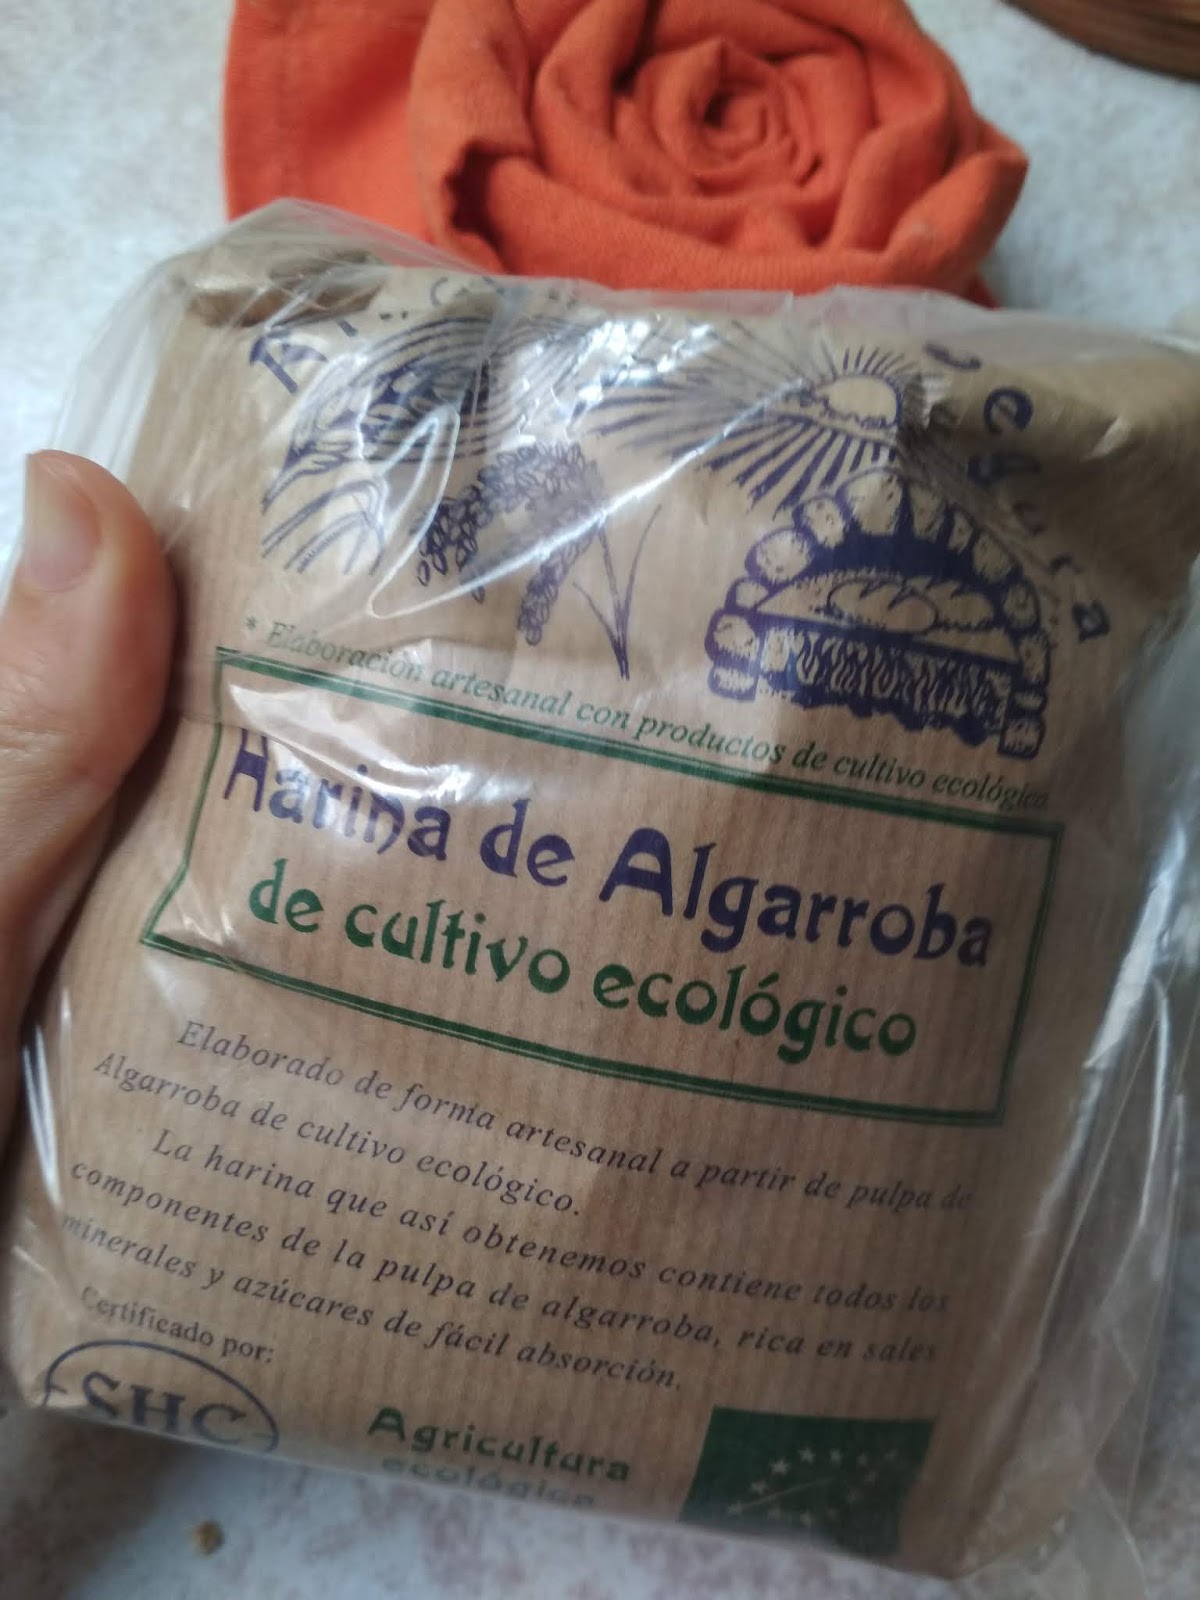 Segura
* Elaboración artesanal con productos de cultivo ecológico
Harina de Algarroba
de cultivo ecológico
Elaborado de forma artesanal a partir de pulpa de
Algarroba de cultivo ecológico.
La harina que así obtenemos contiene todos los
componentes de la pulpa de algarroba, rica en sales
minerales y azúcares de fácil absorción.
Certificado por:
SHC
Agricultura
ecológica